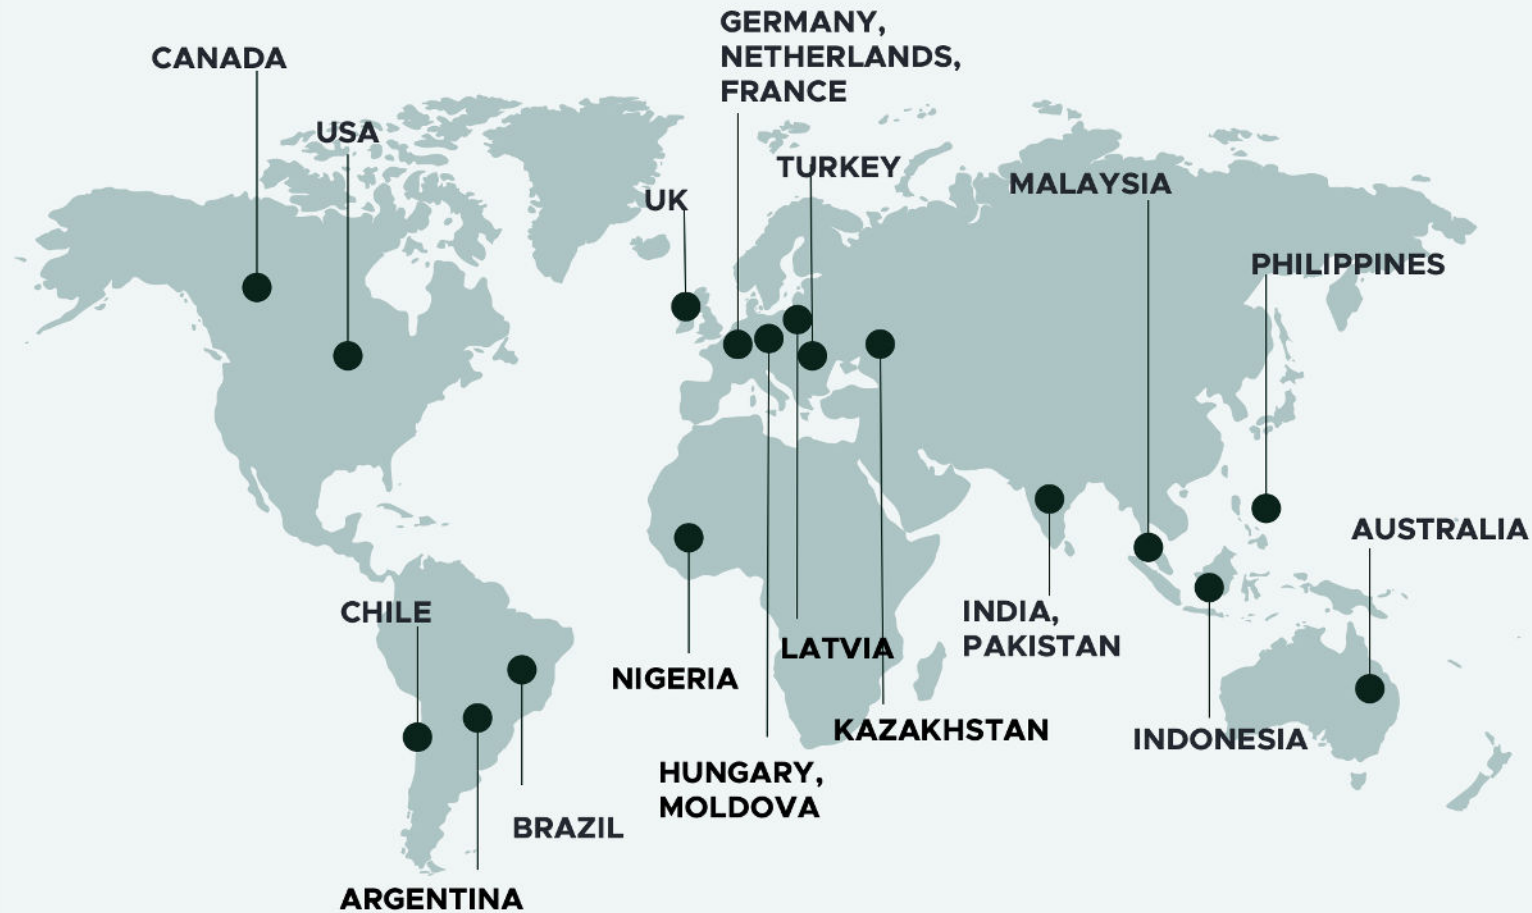 GERMANY,
NETHERLANDS,
FRANCE
CANADA
USA
TURKEY
MALAYSIA
UK
PHILIPPINES
AUSTRALIA
CHILE
INDIA,
PAKISTAN
LATVIA
NIGERIA
KAZAKHSTAN
INDONESIA
HUNGARY,
MOLDOVA
BRAZIL
ARGENTINA